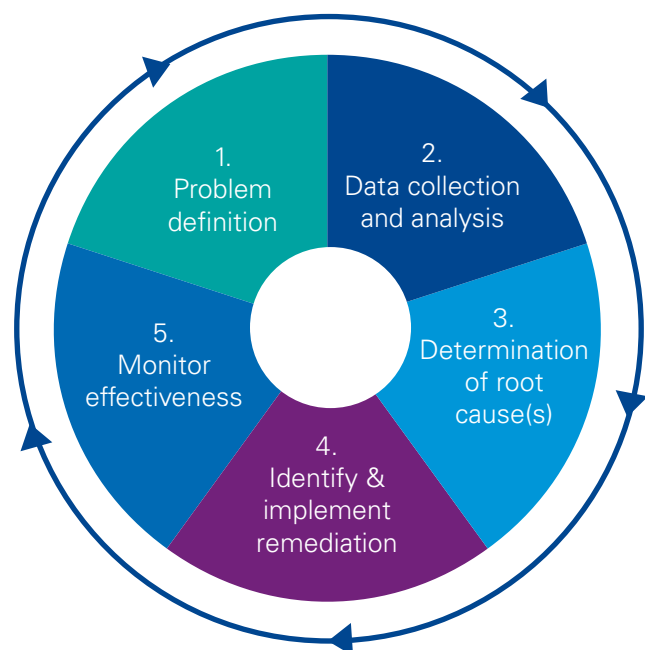 1.
Problem
definition
2.
Data collection
and analysis
3.
Determination
of root
cause(s)
4.
Identify &
implement
remediation
5.
Monitor
effectiveness